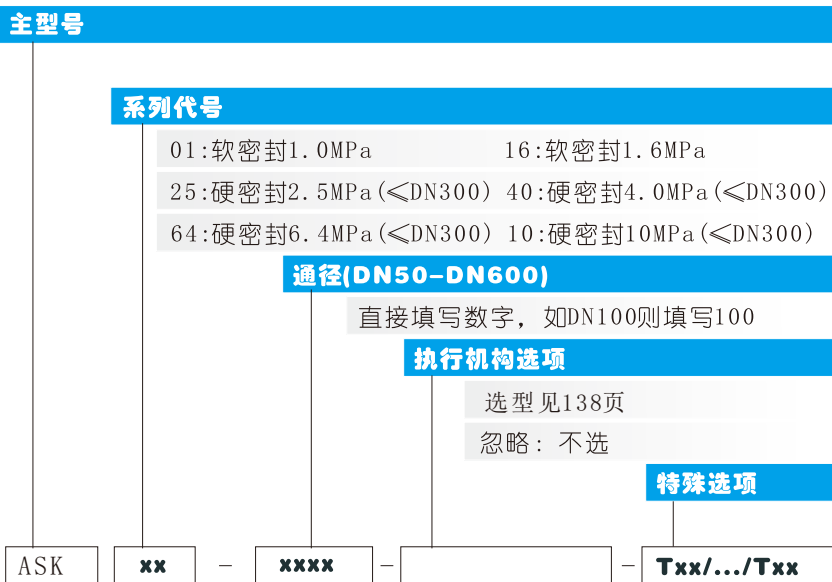 主型号
系列代号
01:软密封1.0MPa 16:软密封1.6MPa
25:硬密封2.5MPa(≤DN300) 40:硬密封4.0MPa(≤DN300)
64:硬密封6.4MPa(≤DN300) 10:硬密封10MPa(≤DN300)
通径(DN50-DN600)
直接填写数字，如DN100则填写100
执行机构选项
选型见138页
忽略：不选
特殊选项
ASK xx - xxxx - - Txx/.../Txx